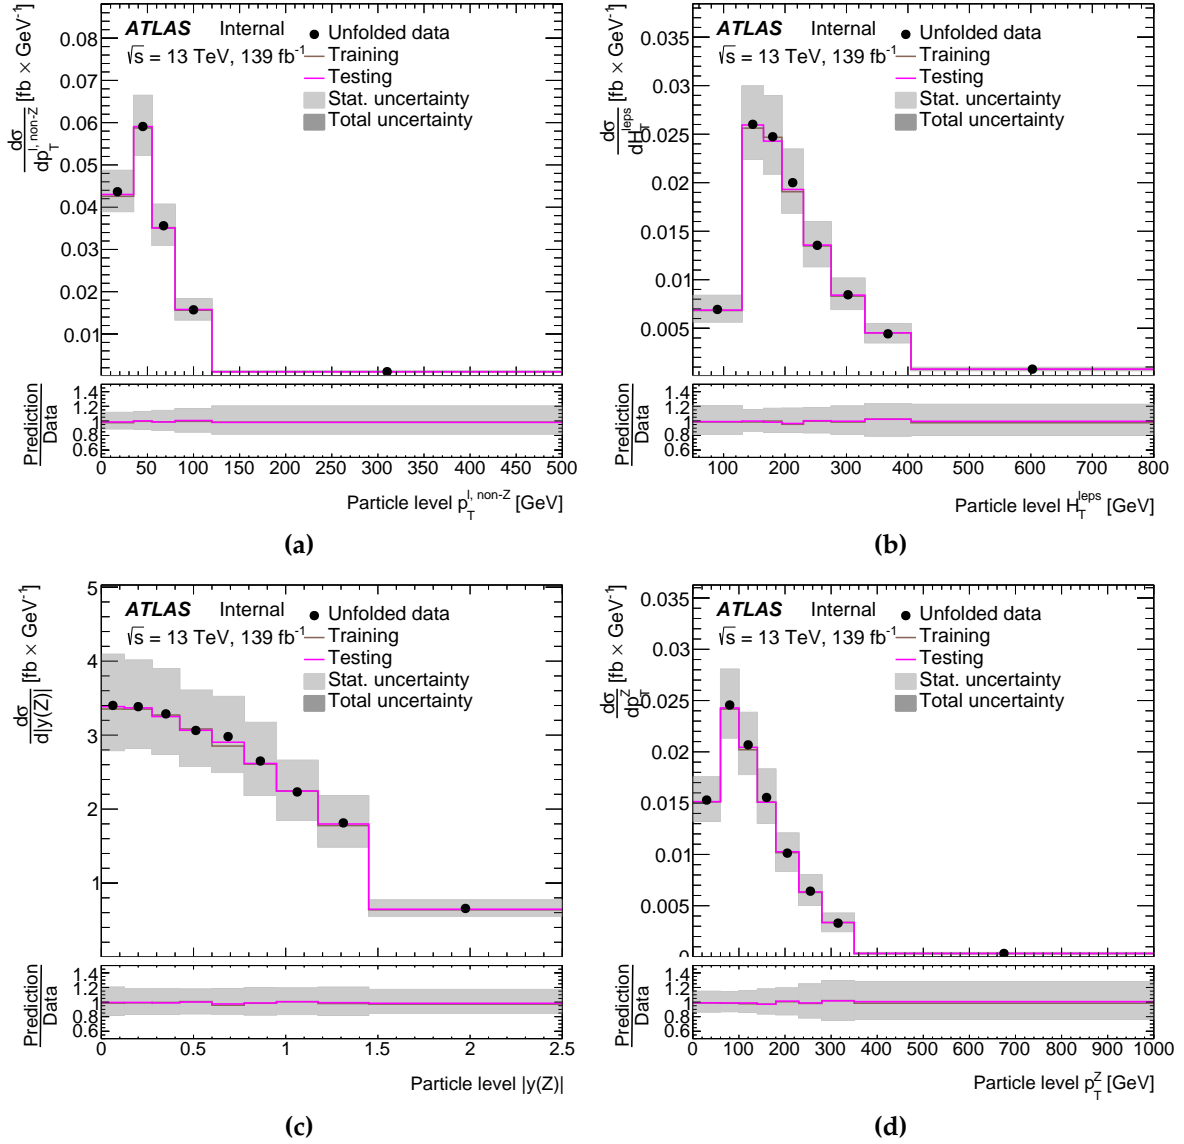 ATLAS Internal
√s = 13 TeV, 139 fb⁻¹
Unfolded data
Training
Testing
Stat. uncertainty
Total uncertainty
dσ/dp_T^{l, non-Z} [fb × GeV⁻¹]
0.08
0.06
0.04
0.02
0.01
Prediction
Data
1.4
1.2
1
0.8
0.6
0 50 100 150 200 250 300 350 400 450 500
Particle level p_T^{l, non-Z} [GeV]
(a)
ATLAS Internal
√s = 13 TeV, 139 fb⁻¹
Unfolded data
Training
Testing
Stat. uncertainty
Total uncertainty
dσ/dH_T^{leps} [fb × GeV⁻¹]
0.035
0.03
0.025
0.02
0.015
0.01
0.005
Prediction
Data
1.4
1.2
1
0.8
0.6
100 200 300 400 500 600 700 800
Particle level H_T^{leps} [GeV]
(b)
ATLAS Internal
√s = 13 TeV, 139 fb⁻¹
Unfolded data
Training
Testing
Stat. uncertainty
Total uncertainty
dσ/d|y(Z)| [fb × GeV⁻¹]
5
4
3
2
1
Prediction
Data
1.4
1.2
1
0.8
0.6
0 0.5 1 1.5 2 2.5
Particle level |y(Z)|
(c)
ATLAS Internal
√s = 13 TeV, 139 fb⁻¹
Unfolded data
Training
Testing
Stat. uncertainty
Total uncertainty
dσ/dp_T^Z [fb × GeV⁻¹]
0.035
0.03
0.025
0.02
0.015
0.01
0.005
0
Prediction
Data
1.4
1.2
1
0.8
0.6
0 100 200 300 400 500 600 700 800 900 1000
Particle level p_T^Z [GeV]
(d)